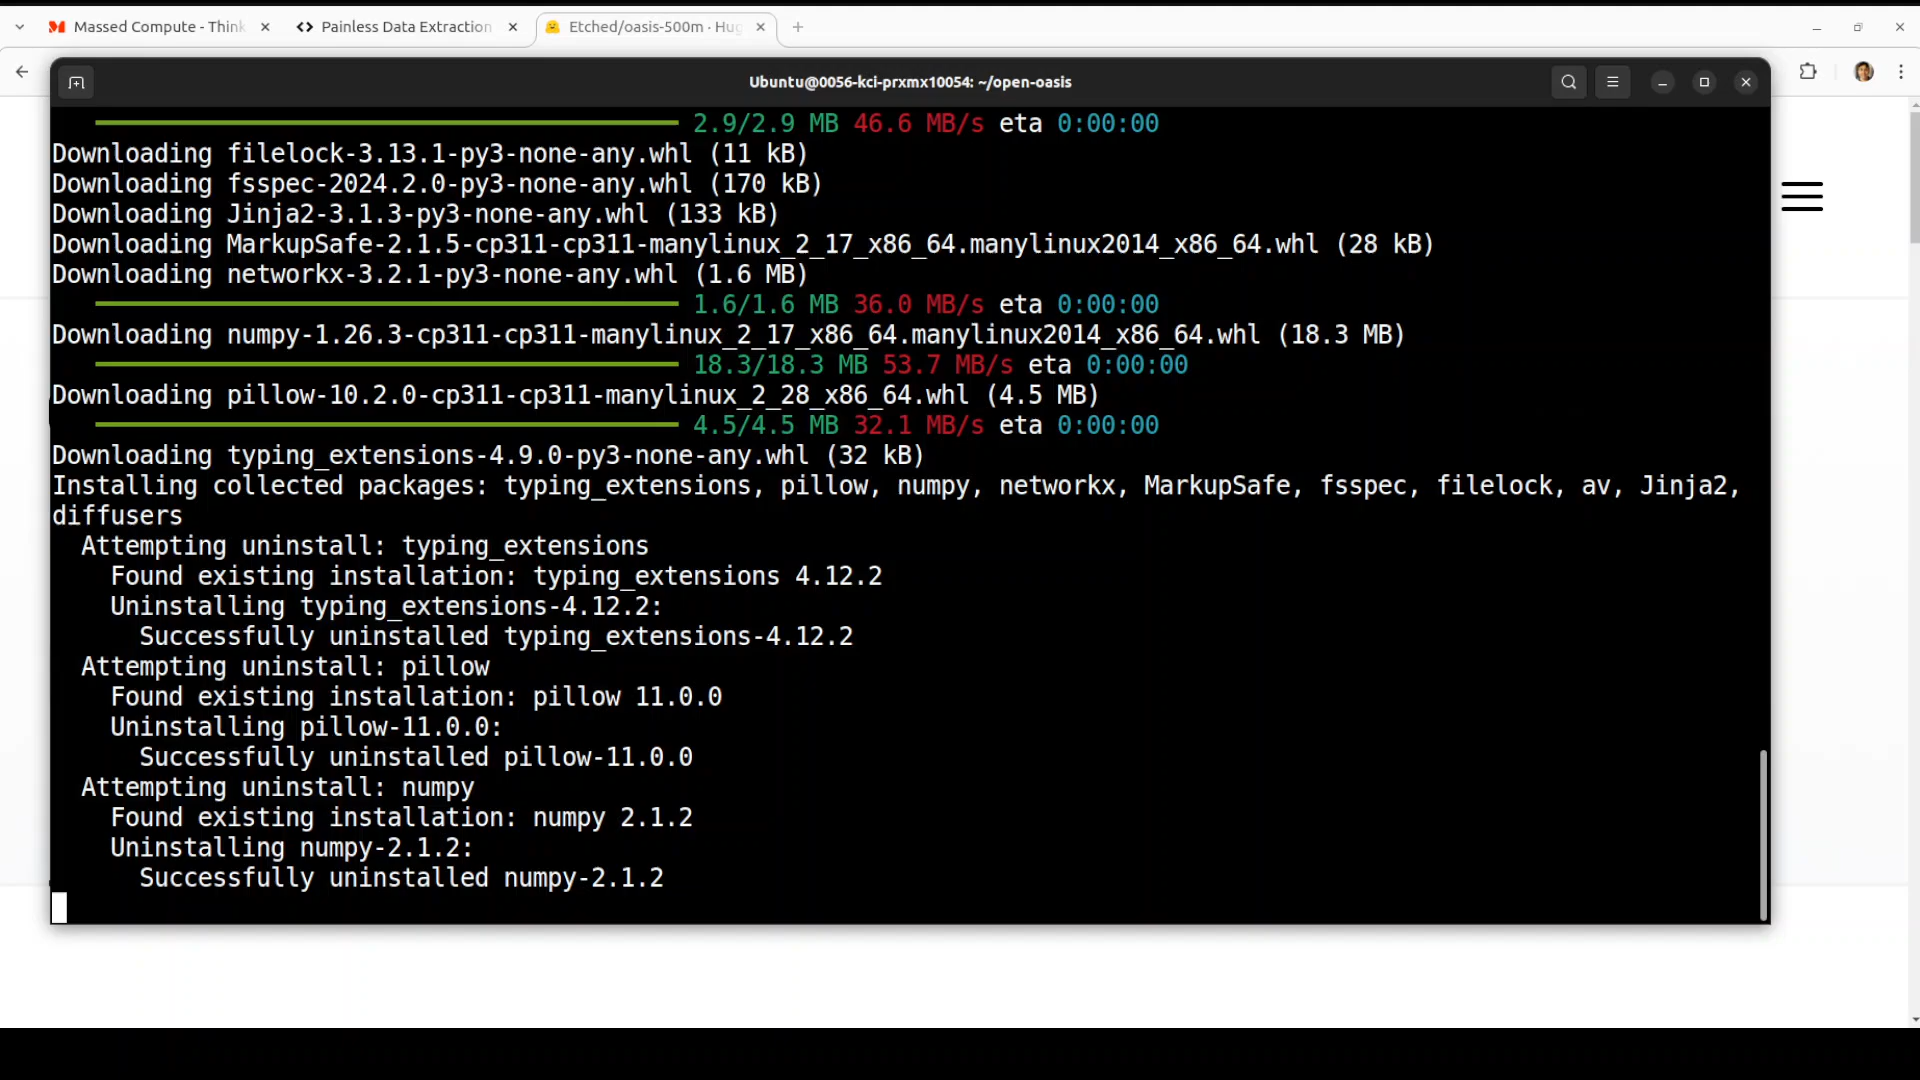 Massed Compute - Think
Painless Data Extraction
Etched/oasis-500m · Hug
Ubuntu@0056-kci-prxmx10054: ~/open-oasis
2.9/2.9 MB 46.6 MB/s eta 0:00:00
Downloading filelock-3.13.1-py3-none-any.whl (11 kB)
Downloading fsspec-2024.2.0-py3-none-any.whl (170 kB)
Downloading Jinja2-3.1.3-py3-none-any.whl (133 kB)
Downloading MarkupSafe-2.1.5-cp311-cp311-manylinux_2_17_x86_64.manylinux2014_x86_64.whl (28 kB)
Downloading networkx-3.2.1-py3-none-any.whl (1.6 MB)
1.6/1.6 MB 36.0 MB/s eta 0:00:00
Downloading numpy-1.26.3-cp311-cp311-manylinux_2_17_x86_64.manylinux2014_x86_64.whl (18.3 MB)
18.3/18.3 MB 53.7 MB/s eta 0:00:00
Downloading pillow-10.2.0-cp311-cp311-manylinux_2_28_x86_64.whl (4.5 MB)
4.5/4.5 MB 32.1 MB/s eta 0:00:00
Downloading typing_extensions-4.9.0-py3-none-any.whl (32 kB)
Installing collected packages: typing_extensions, pillow, numpy, networkx, MarkupSafe, fsspec, filelock, av, Jinja2,
diffusers
Attempting uninstall: typing_extensions
Found existing installation: typing_extensions 4.12.2
Uninstalling typing_extensions-4.12.2:
Successfully uninstalled typing_extensions-4.12.2
Attempting uninstall: pillow
Found existing installation: pillow 11.0.0
Uninstalling pillow-11.0.0:
Successfully uninstalled pillow-11.0.0
Attempting uninstall: numpy
Found existing installation: numpy 2.1.2
Uninstalling numpy-2.1.2:
Successfully uninstalled numpy-2.1.2